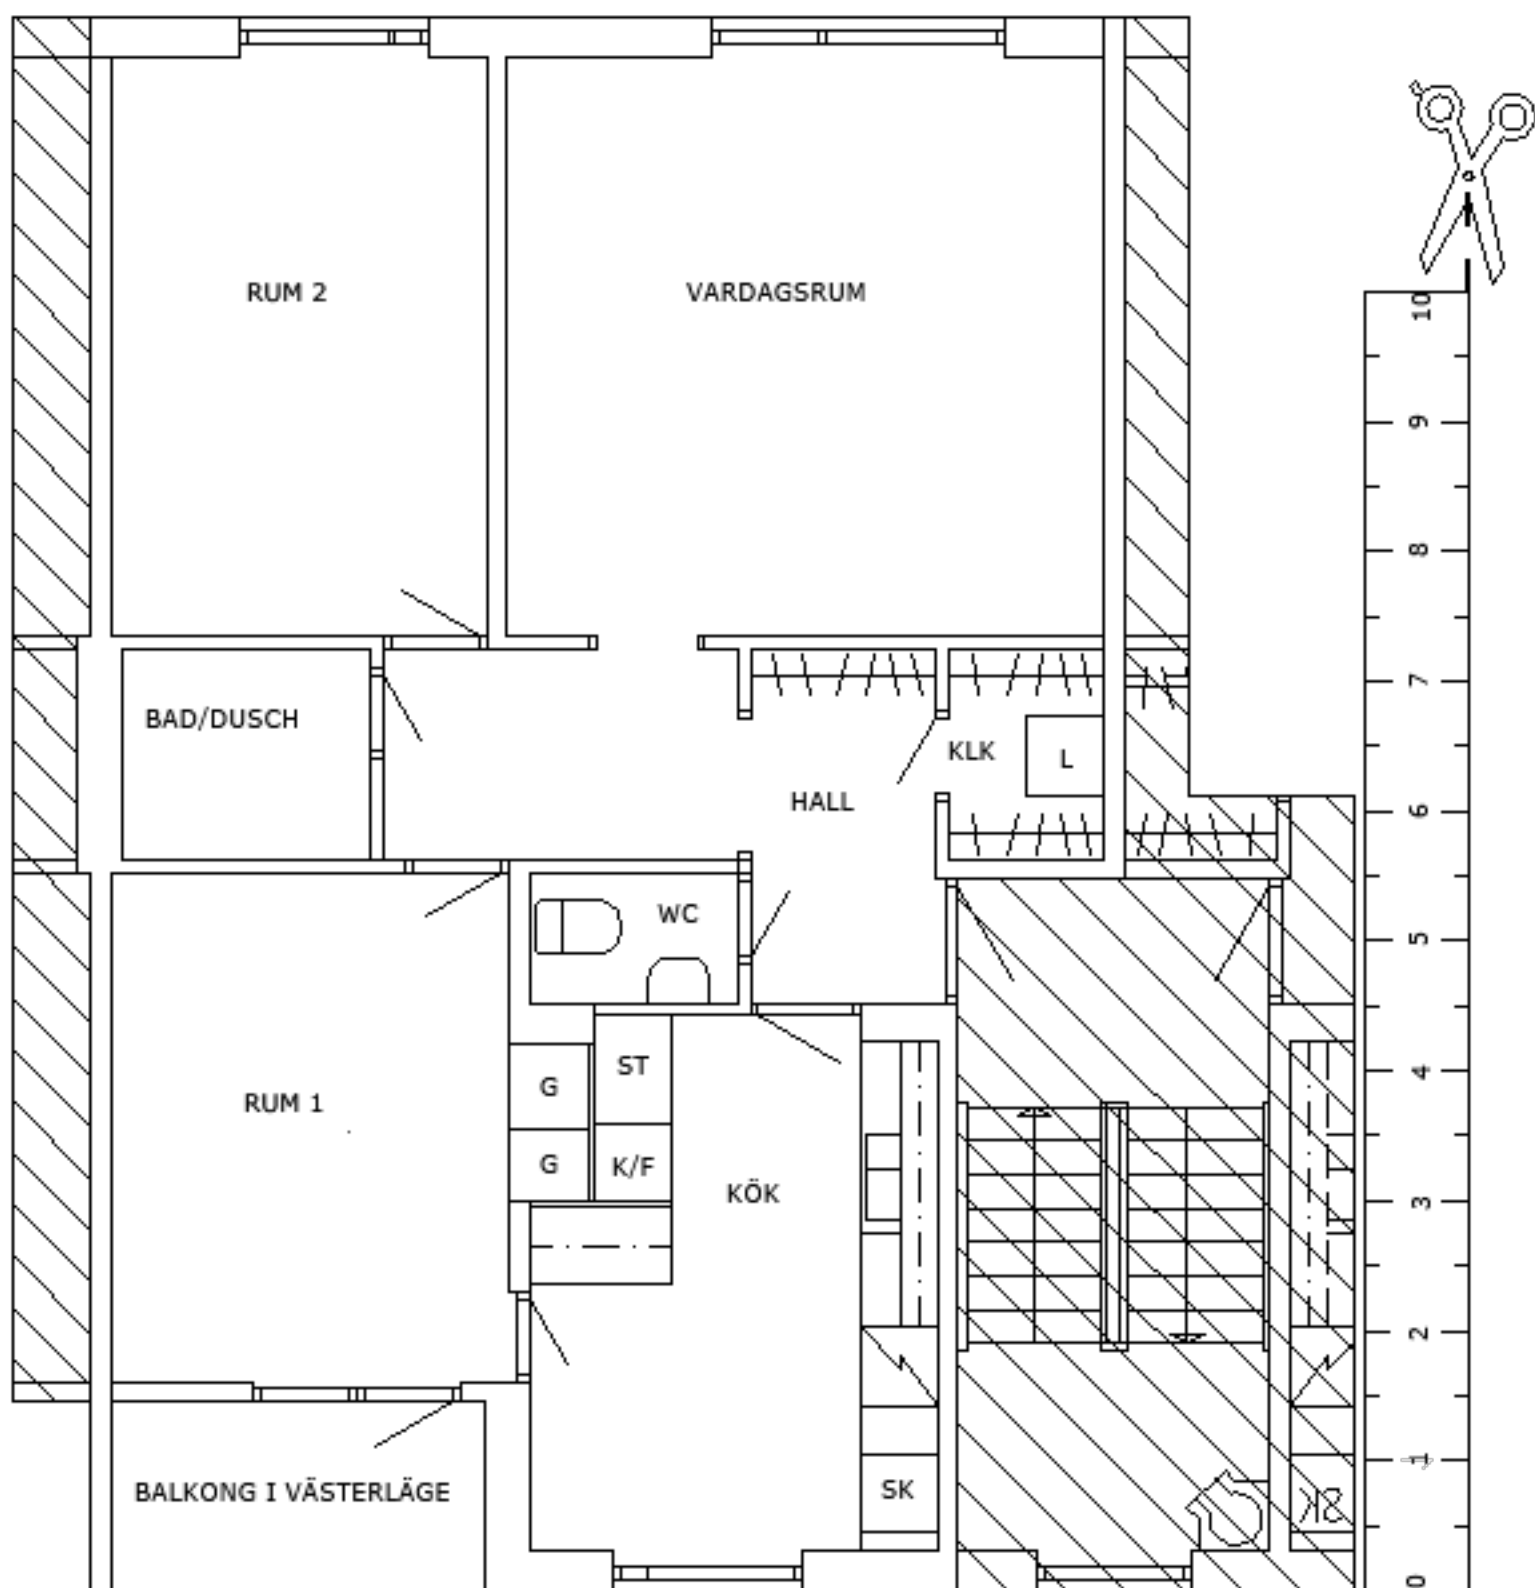 RUM 2
VARDAGSRUM
BAD/DUSCH
KLK
L
HALL
WC
ST
G
RUM 1
G
K/F
KÖK
BALKONG I VÄSTERLÄGE
SK
SK
10
9
8
7
6
5
4
3
2
1
0